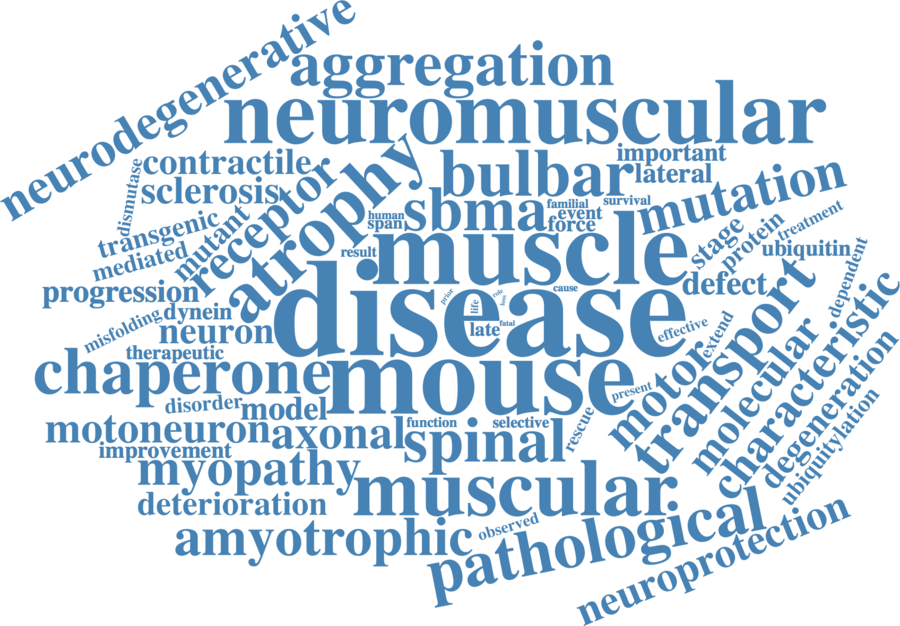 neurodegenerative
aggregation
neuromuscular
contractile
bulbar
important
lateral
dismutase
sclerosis
receptor
atrophy
human
span
sbma
familial
survival
event
force
mutation
transgenic
mutant
mediated
result
muscle
stage
protein
treatment
ubiquitin
dependent
progression
defect
cause
disease
prior
life
role
loss
late
fatal
misfolding
dynein
neuron
therapeutic
effective
extend
transport
characteristic
chaperone
mouse
motor
molecular
degeneration
disorder
model
present
motoneuron
axonal
function
selective
rescue
spinal
ubiquitylation
improvement
myopathy
muscular
deterioration
amyotrophic
observed
pathological
neuroprotection